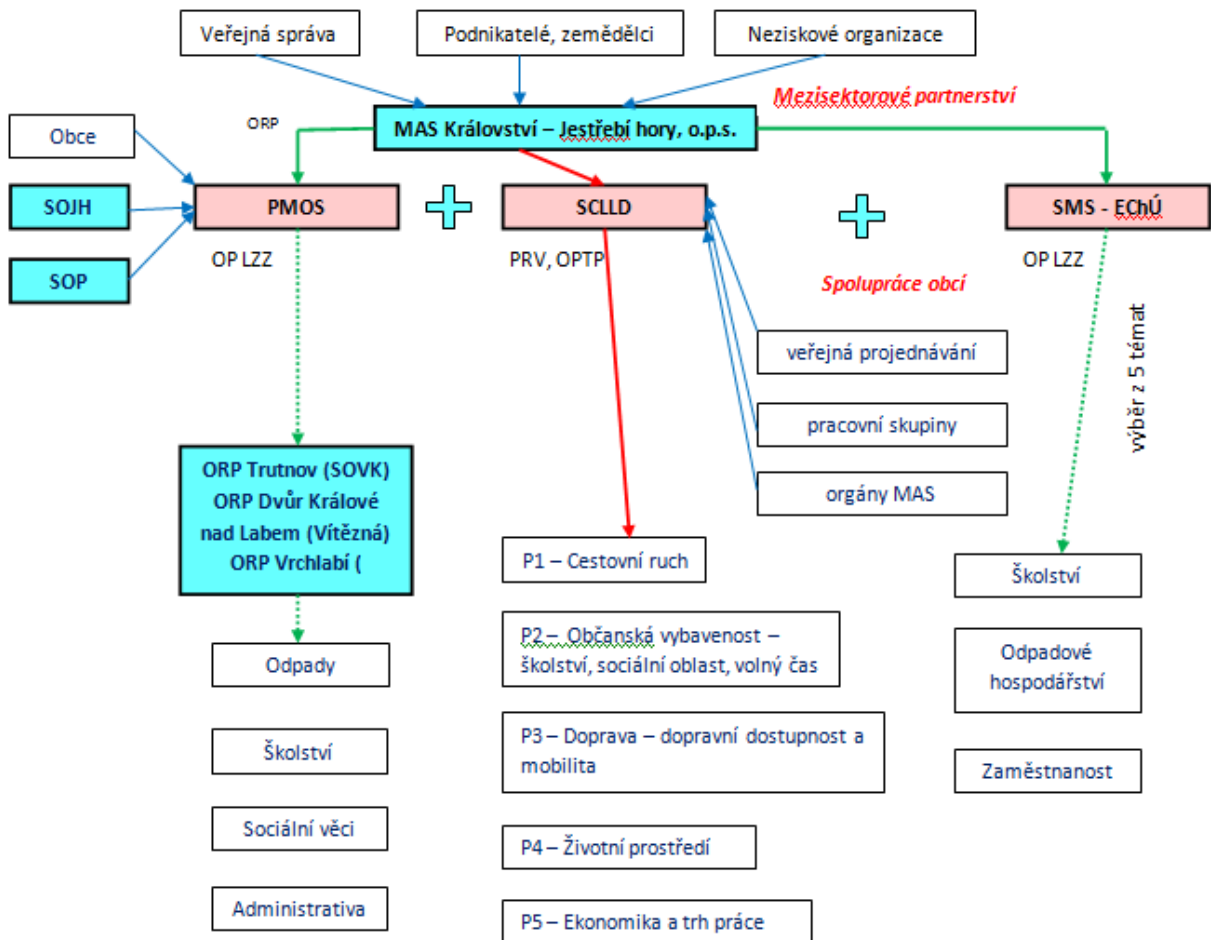 Veřejná správa
Podnikatelé, zemědělci
Neziskové organizace
Mezisektorové partnerství
ORP
MAS Království – Jestřebí hory, o.p.s.
Obce
SOJH
PMOS
SCLLD
SMS - EChÚ
OP LZZ
PRV, OPTP
OP LZZ
SOP
Spolupráce obcí
veřejná projednávání
výběr z 5 témat
pracovní skupiny
orgány MAS
ORP Trutnov (SOVK)
ORP Dvůr Králové
nad Labem (Vítězná)
ORP Vrchlabí (
P1 – Cestovní ruch
Školství
P2 – Občanská vybavenost –
školství, sociální oblast, volný čas
Odpady
Odpadové
hospodářství
Školství
P3 – Doprava – dopravní dostupnost a
mobilita
Zaměstnanost
Sociální věci
P4 – Životní prostředí
Administrativa
P5 – Ekonomika a trh práce